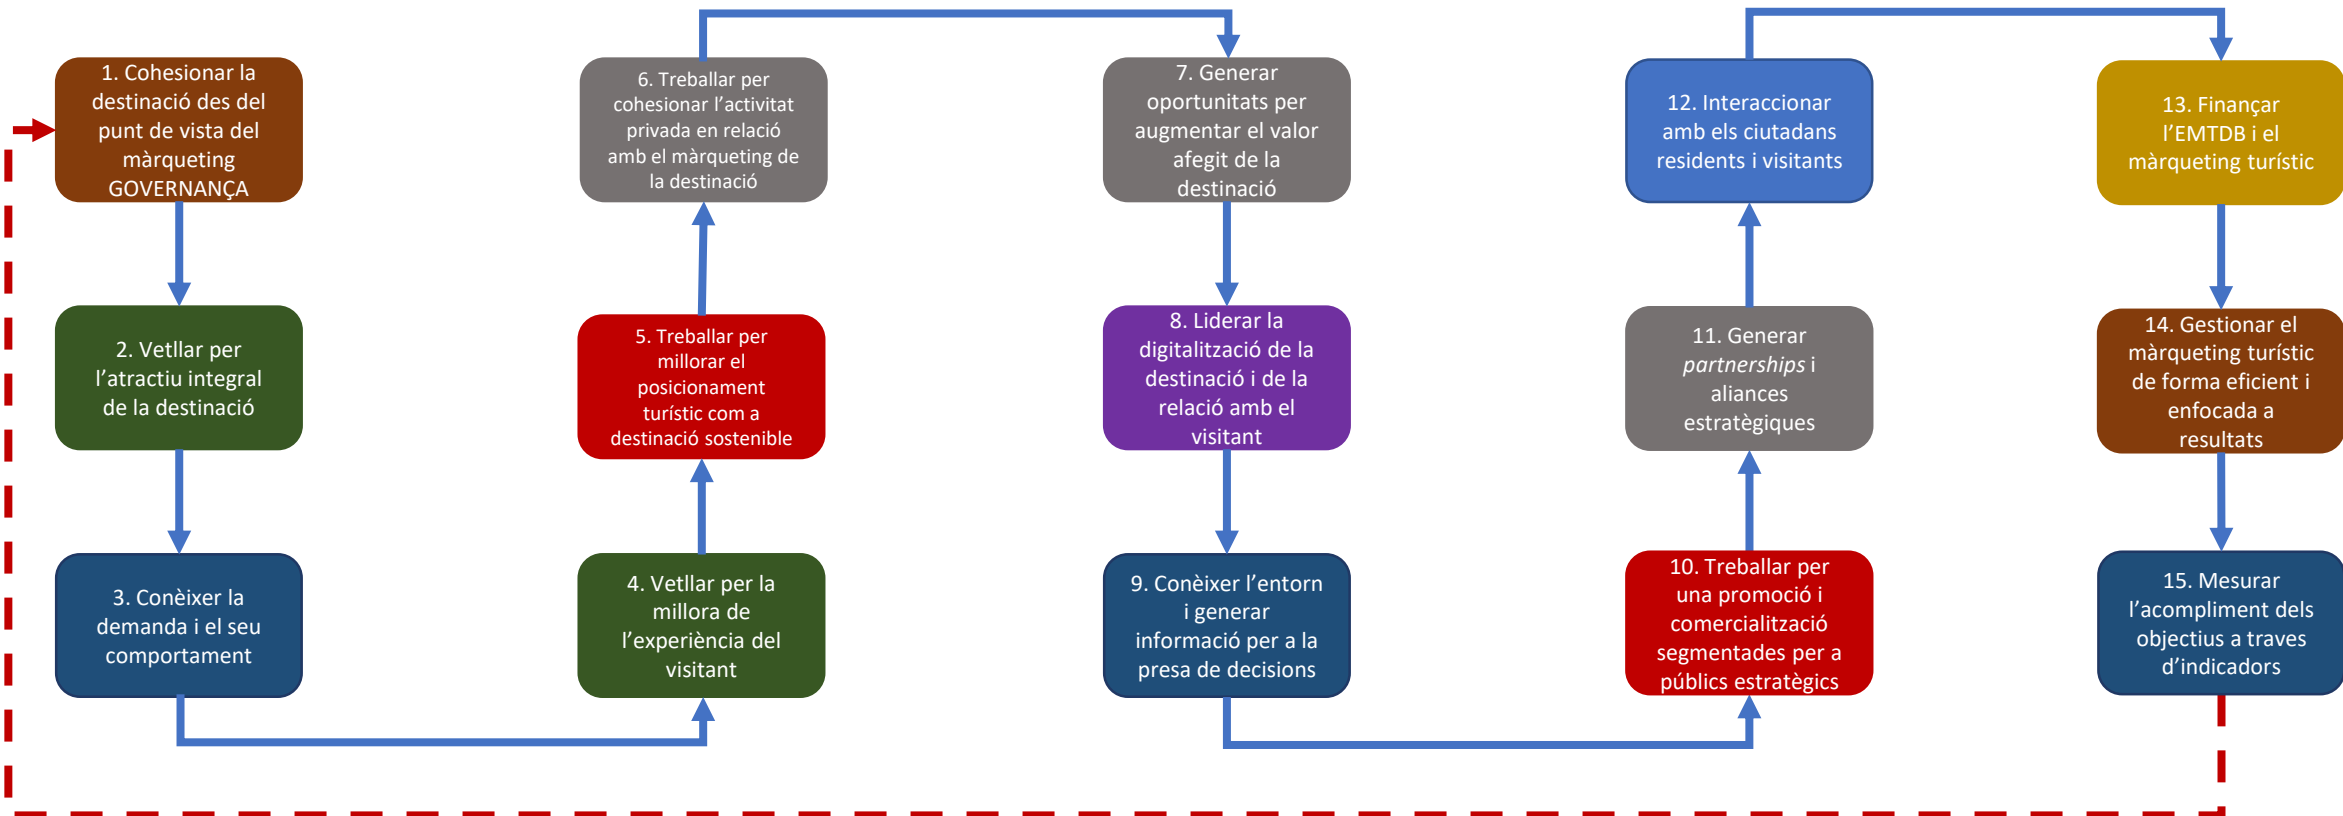 1. Cohesionar la
destinació des del
punt de vista del
màrqueting
GOVERNANÇA
2. Vetllar per
l'atractiu integral
de la destinació
3. Conèixer la
demanda i el seu
comportament
4. Vetllar per la
millora de
l'experiència del
visitant
5. Treballar per
millorar el
posicionament
turístic com a
destinació sostenible
6. Treballar per
cohesionar l'activitat
privada en relació
amb el màrqueting de
la destinació
7. Generar
oportunitats per
augmentar el valor
afegit de la
destinació
8. Liderar la
digitalització de la
destinació i de la
relació amb el
visitant
9. Conèixer l'entorn
i generar
informació per a la
presa de decisions
10. Treballar per
una promoció i
comercialització
segmentades per a
públics estratègics
11. Generar
partnerships i
aliances
estratègiques
12. Interaccionar
amb els ciutadans
residents i visitants
13. Finançar
l'EMTDB i el
màrqueting turístic
14. Gestionar el
màrqueting turístic
de forma eficient i
enfocada a
resultats
15. Mesurar
l'acompliment dels
objectius a traves
d'indicadors